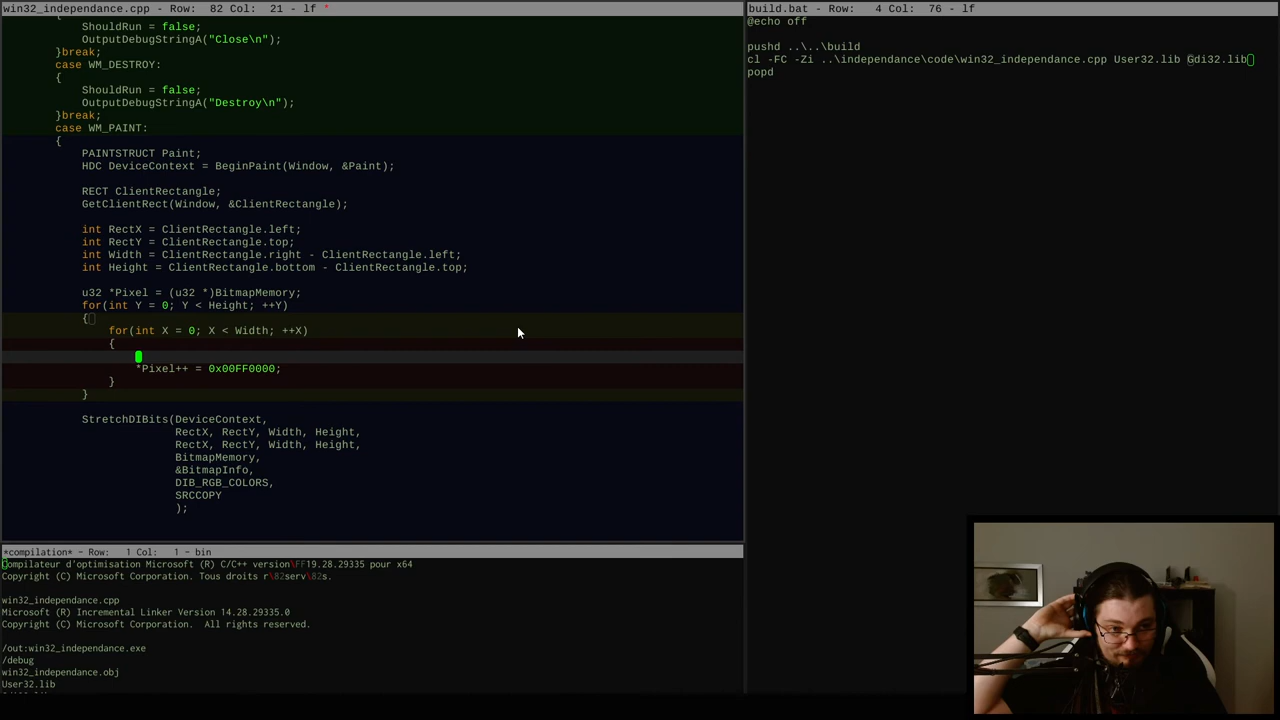 win32_independance.cpp - Row: 82 Col: 21 - lf *
ShouldRun = false;
OutputDebugStringA("Close\n");
}break;
case WM_DESTROY:
{
ShouldRun = false;
OutputDebugStringA("Destroy\n");
}break;
case WM_PAINT:
{
PAINTSTRUCT Paint;
HDC DeviceContext = BeginPaint(Window, &Paint);
RECT ClientRectangle;
GetClientRect(Window, &ClientRectangle);
int RectX = ClientRectangle.left;
int RectY = ClientRectangle.top;
int Width = ClientRectangle.right - ClientRectangle.left;
int Height = ClientRectangle.bottom - ClientRectangle.top;
u32 *Pixel = (u32 *)BitmapMemory;
for(int Y = 0; Y < Height; ++Y)
{
for(int X = 0; X < Width; ++X)
{
*Pixel++ = 0x00FF0000;
}
}
StretchDIBits(DeviceContext,
RectX, RectY, Width, Height,
RectX, RectY, Width, Height,
BitmapMemory,
&BitmapInfo,
DIB_RGB_COLORS,
SRCCOPY
);
*compilation* - Row: 1 Col: 1 - bin
Compilateur d'optimisation Microsoft (R) C/C++ version\FF19.28.29335 pour x64
Copyright (C) Microsoft Corporation. Tous droits r\82serv\82s.
win32_independance.cpp
Microsoft (R) Incremental Linker Version 14.28.29335.0
Copyright (C) Microsoft Corporation.  All rights reserved.
/out:win32_independance.exe
/debug
win32_independance.obj
User32.lib
build.bat - Row: 4 Col: 76 - lf
@echo off
pushd ..\..\build
cl -FC -Zi ..\independance\code\win32_independance.cpp User32.lib Gdi32.lib
popd